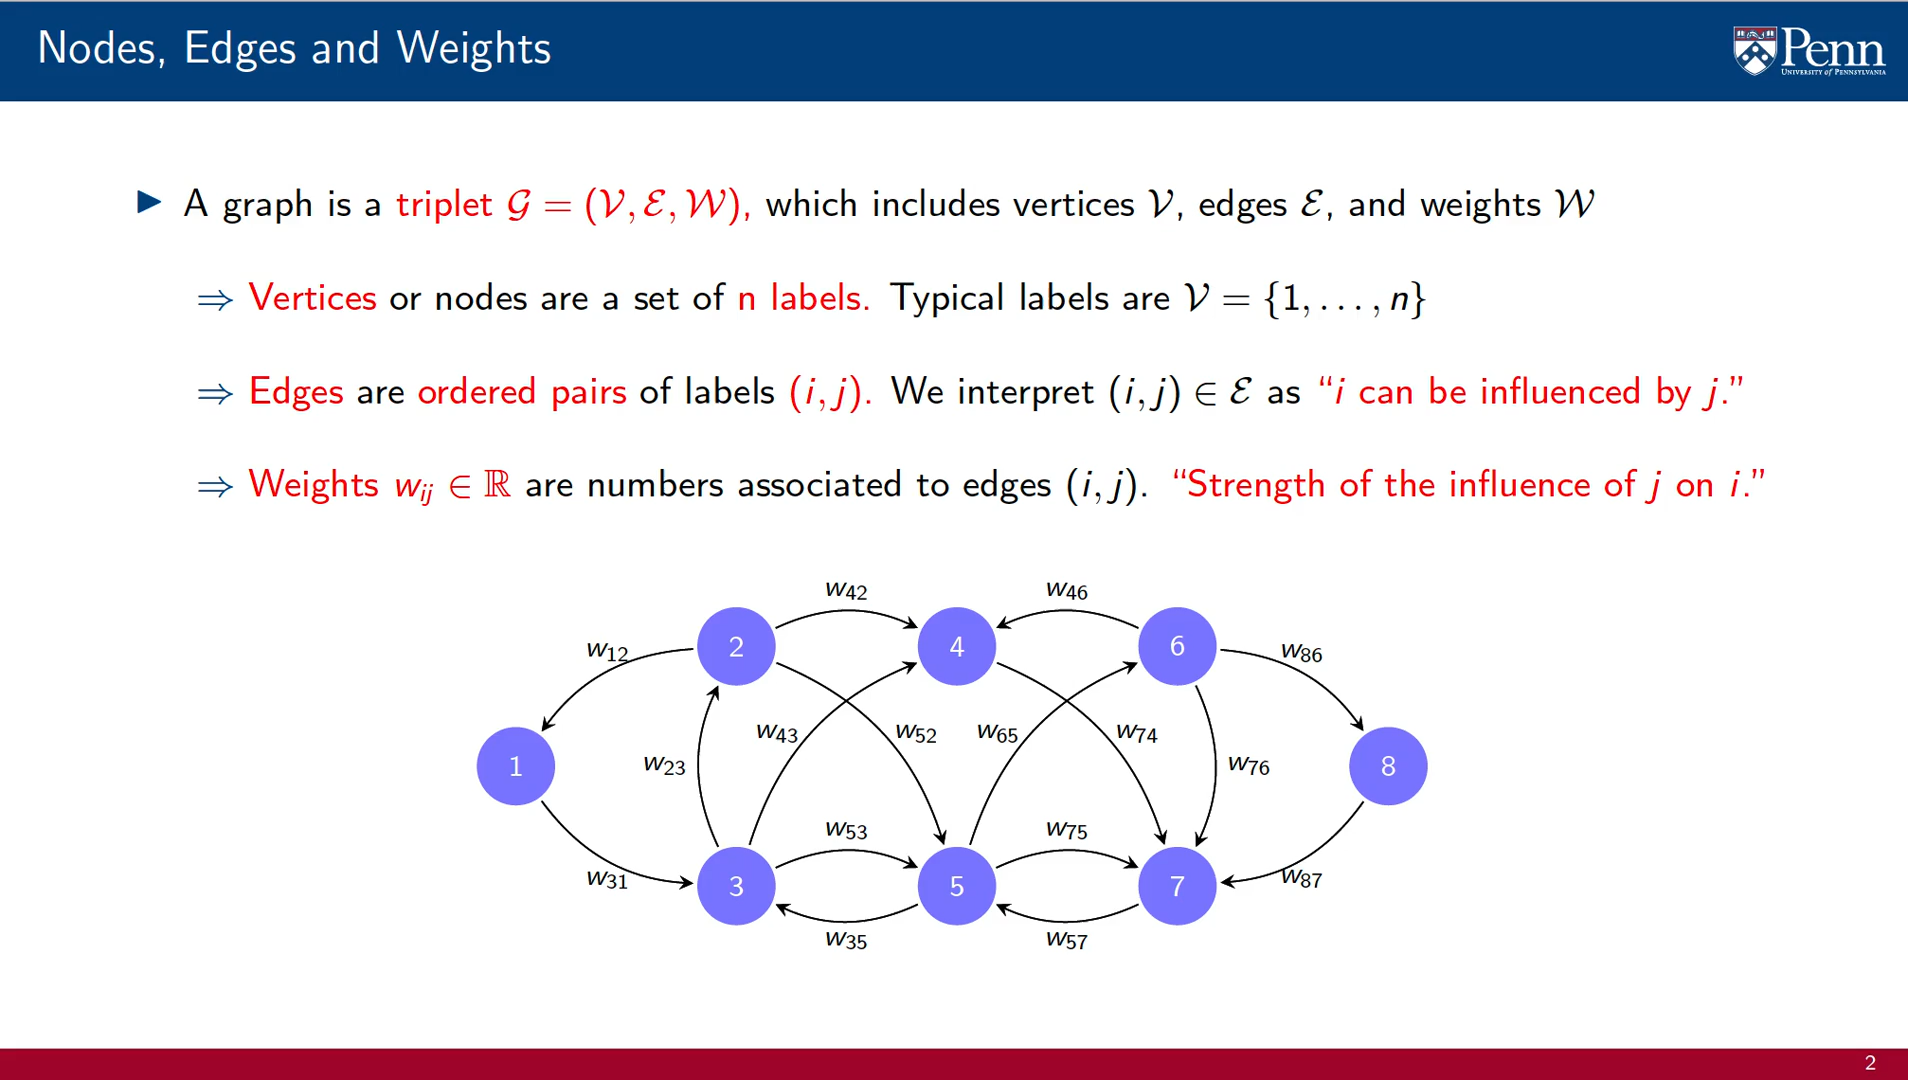 Nodes, Edges and Weights
Penn
UNIVERSITY of PENNSYLVANIA
▶ A graph is a triplet 𝒢 = (𝒱, ℰ, 𝒲), which includes vertices 𝒱, edges ℰ, and weights 𝒲
⇒ Vertices or nodes are a set of n labels. Typical labels are 𝒱 = {1, . . . , n}
⇒ Edges are ordered pairs of labels (i, j). We interpret (i, j) ∈ ℰ as “i can be influenced by j.”
⇒ Weights w_ij ∈ ℝ are numbers associated to edges (i, j). “Strength of the influence of j on i.”
w42 w46
2 4 6
w12 w86
w43 w52 w65 w74
1 w23 w76 8
w53 w75
w31 w87
3 5 7
w35 w57
2